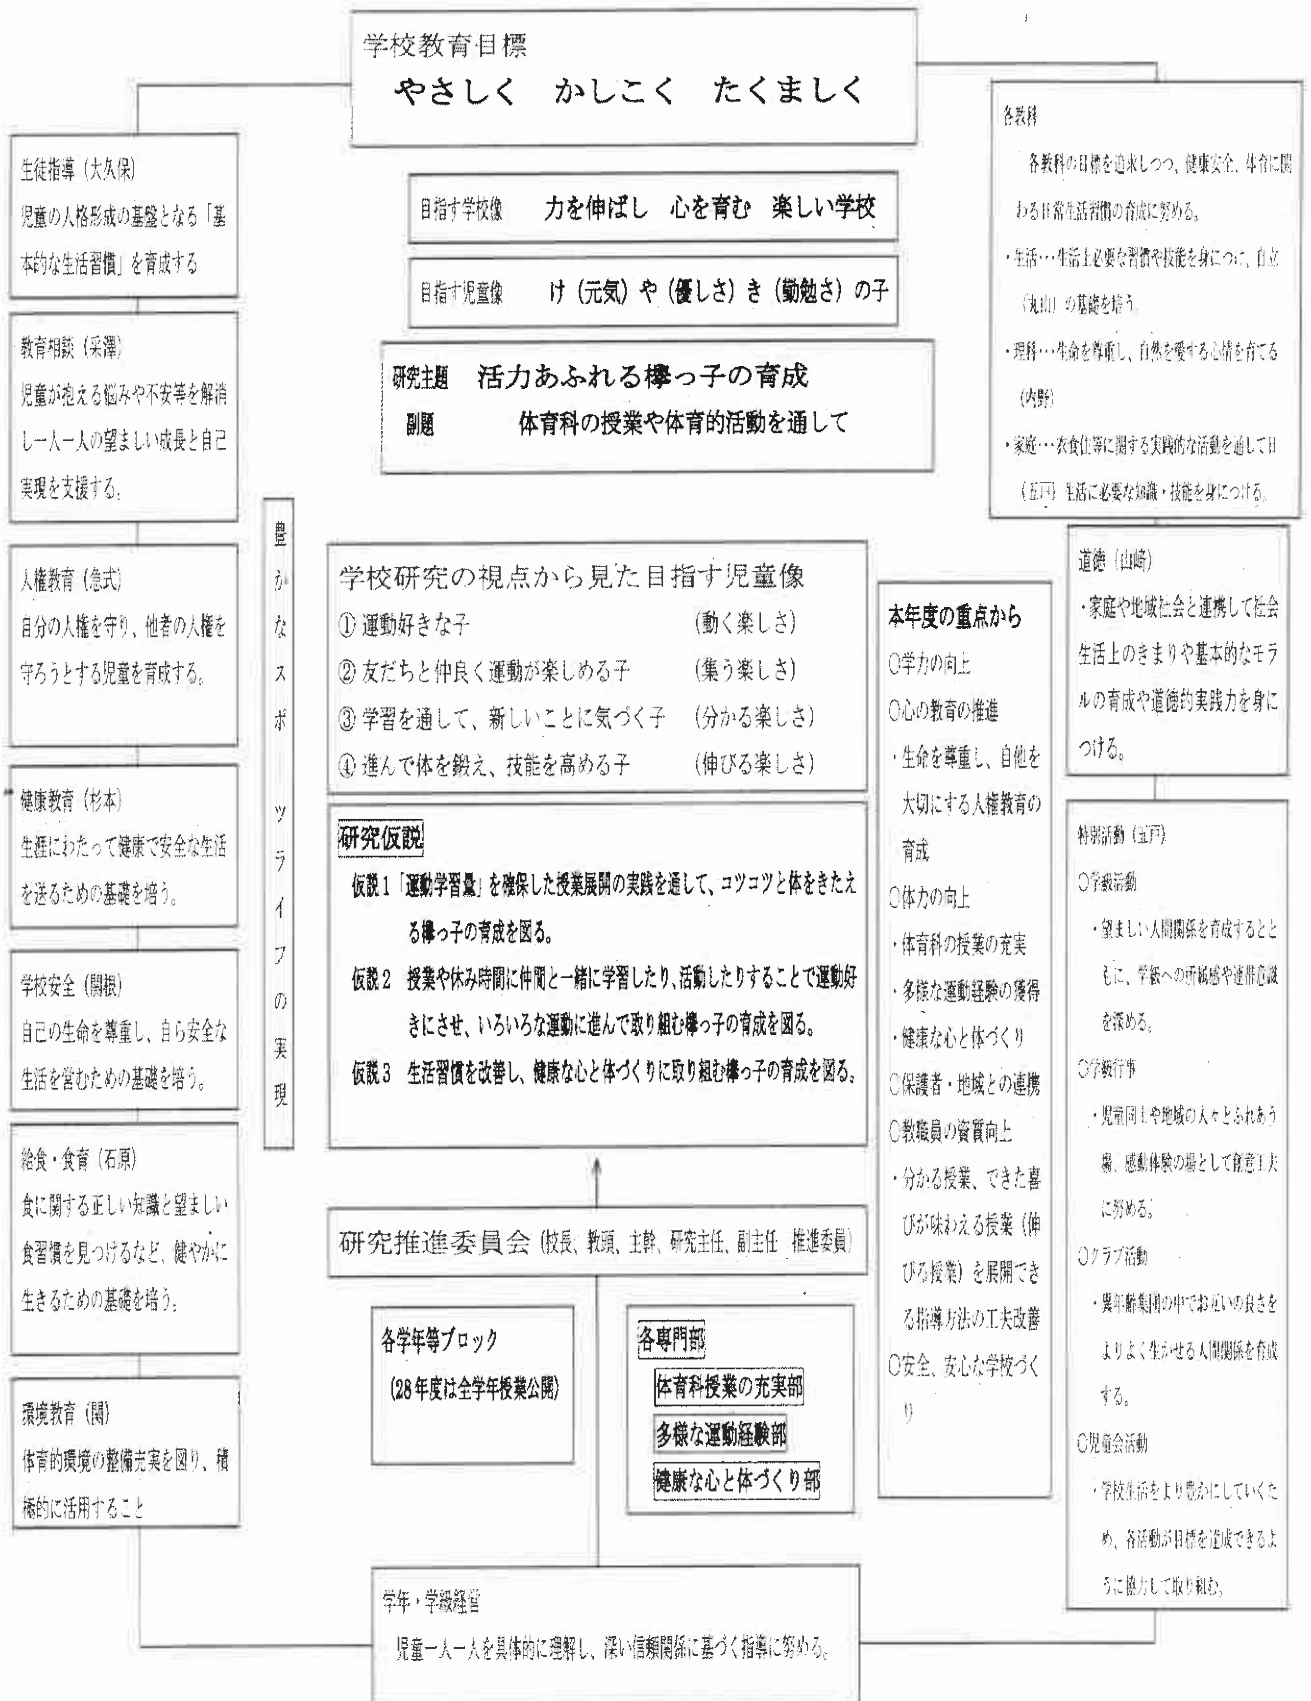 学校教育目標
やさしく　かしこく　たくましく
生徒指導（大久保）
児童の人格形成の基盤となる「基
本的な生活習慣」を育成する
教育相談（采澤）
児童が抱える悩みや不安等を解消
し一人一人の望ましい成長と自己
実現を支援する。
人権教育（急式）
自分の人権を守り、他者の人権を
守ろうとする児童を育成する。
健康教育（杉本）
生涯にわたって健康で安全な生活
を送るための基礎を培う。
学校安全（関根）
自己の生命を尊重し、自ら安全な
生活を営むための基礎を培う。
給食・食育（石原）
食に関する正しい知識と望ましい
食習慣を見つけるなど、健やかに
生きるための基礎を培う。
環境教育（関）
体育的環境の整備充実を図り、積
極的に活用すること
豊かなスポーツライフの実現
目指す学校像　力を伸ばし　心を育む　楽しい学校
目指す児童像　け（元気）や（優しさ）き（勤勉さ）の子
研究主題　活力あふれる欅っ子の育成
副題　体育科の授業や体育的活動を通して
学校研究の視点から見た目指す児童像
① 運動好きな子　（動く楽しさ）
② 友だちと仲良く運動が楽しめる子　（集う楽しさ）
③ 学習を通して、新しいことに気づく子　（分かる楽しさ）
④ 進んで体を鍛え、技能を高める子　（伸びる楽しさ）
研究仮説
仮説１「運動学習量」を確保した授業展開の実践を通して、コツコツと体をきたえ
る欅っ子の育成を図る。
仮説２　授業や休み時間に仲間と一緒に学習したり、活動したりすることで運動好
きにさせ、いろいろな運動に進んで取り組む欅っ子の育成を図る。
仮説３　生活習慣を改善し、健康な心と体づくりに取り組む欅っ子の育成を図る。
研究推進委員会（校長、教頭、主幹、研究主任、副主任　推進委員）
各学年等ブロック
（28年度は全学年授業公開）
各専門部
体育科授業の充実部
多様な運動経験部
健康な心と体づくり部
学年・学級経営
児童一人一人を具体的に理解し、深い信頼関係に基づく指導に努める。
本年度の重点から
○学力の向上
○心の教育の推進
・生命を尊重し、自他を
大切にする人権教育の
育成
○体力の向上
・体育科の授業の充実
・多様な運動経験の獲得
・健康な心と体づくり
○保護者・地域との連携
○教職員の資質向上
・分かる授業、できた喜
びが味わえる授業（伸
びる授業）を展開でき
る指導方法の工夫改善
○安全、安心な学校づく
り
各教科
各教科の目標を追求しつつ、健康安全、体育に関
わる日常生活習慣の育成に努める。
・生活…生活上必要な習慣や技能を身につけ、自立
（丸山）の基礎を培う。
・理科…生命を尊重し、自然を愛する心情を育てる
（内野）
・家庭…衣食住等に関する実践的な活動を通して日
（五戸）生活に必要な知識・技能を身につける。
道徳（山﨑）
・家庭や地域社会と連携して社会
生活上のきまりや基本的なモラ
ルの育成や道徳的実践力を身に
つける。
特別活動（五戸）
○学級活動
・望ましい人間関係を育成するとと
もに、学級への所属感や連帯意識
を深める。
○学級行事
・児童同士や地域の人々とふれあう
場、感動体験の場として創意工夫
に努める。
○クラブ活動
・異年齢集団の中でお互いの良さを
よりよく生かせる人間関係を育成
する。
○児童会活動
・学校生活をより豊かにしていくた
め、各活動が目標を達成できるよ
うに協力して取り組む。